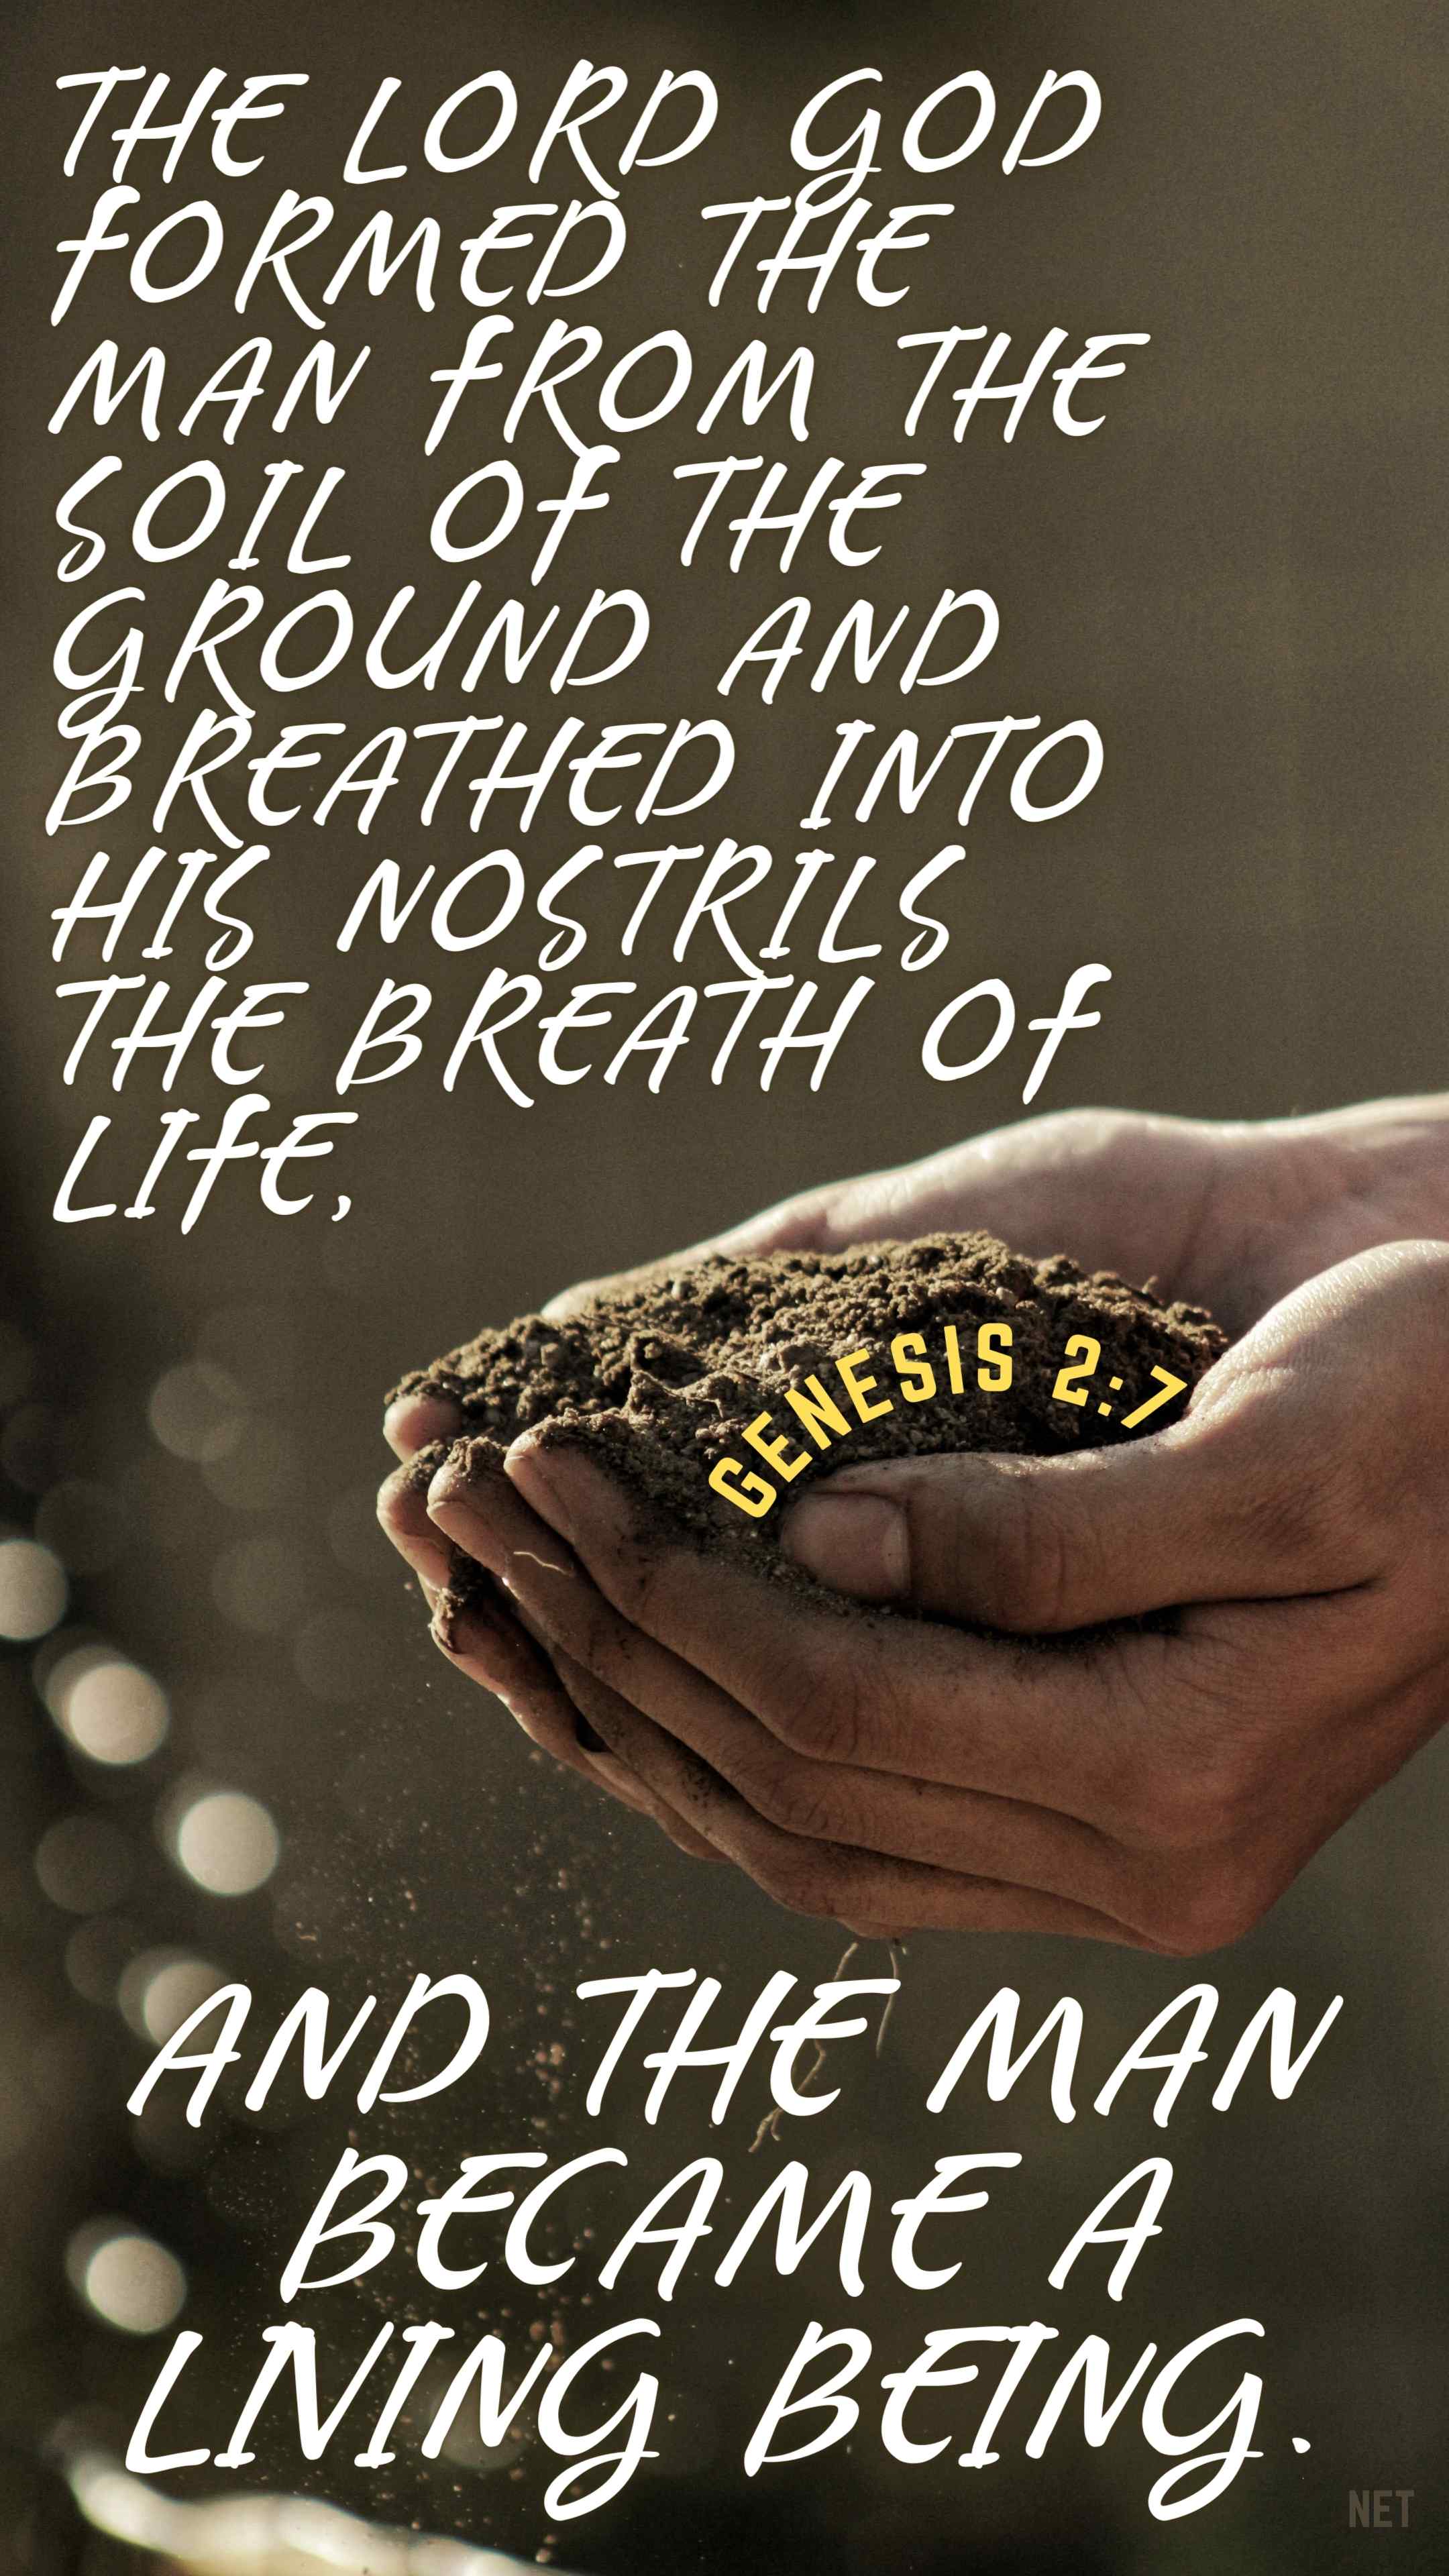 THE LORD GOD
FORMED THE
MAN FROM THE
SOIL OF THE
GROUND AND
BREATHED INTO
HIS NOSTRILS
THE BREATH OF
LIFE,
GENESIS 2:7
AND THE MAN
BECAME A
LIVING BEING.
NET